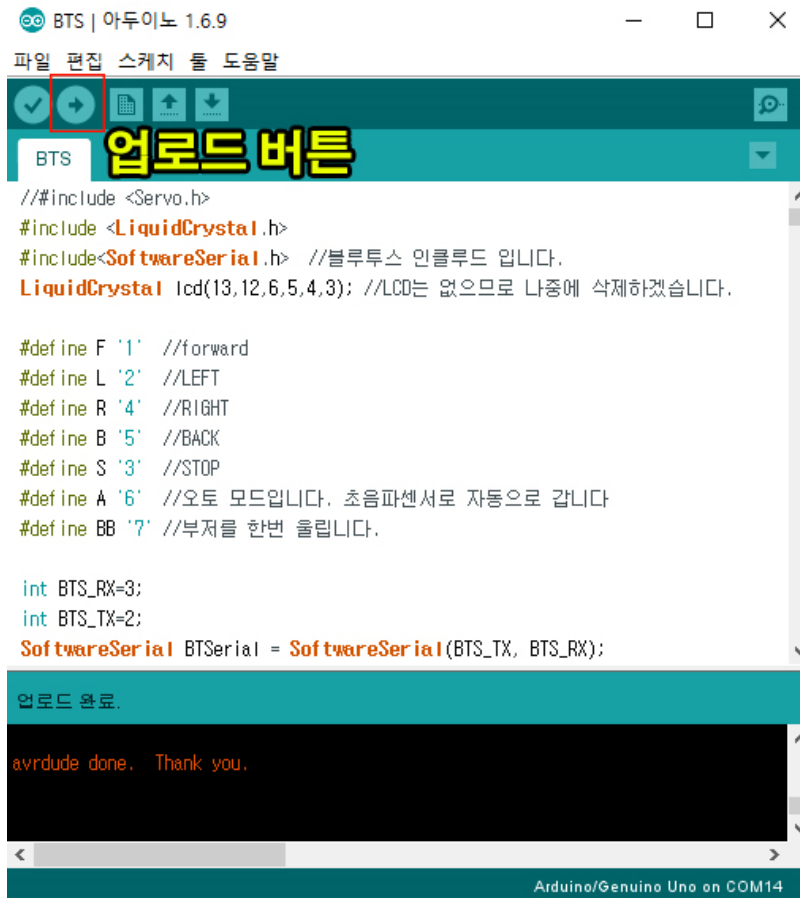 BTS | 아두이노 1.6.9
파일 편집 스케치 툴 도움말
업로드 버튼
BTS
//#include <Servo.h>
#include <LiquidCrystal.h>
#include<SoftwareSerial.h>  //블루투스 인클루드 입니다.
LiquidCrystal lcd(13,12,6,5,4,3); //LCD는 없으므로 나중에 삭제하겠습니다.
#define F '1'  //forward
#define L '2'  //LEFT
#define R '4'  //RIGHT
#define B '5'  //BACK
#define S '3'  //STOP
#define A '6'  //오토 모드입니다. 초음파센서로 자동으로 갑니다
#define BB '7' //부저를 한번 울립니다.
int BTS_RX=3;
int BTS_TX=2;
SoftwareSerial BTSerial = SoftwareSerial(BTS_TX, BTS_RX);
업로드 완료.
avrdude done.  Thank you.
Arduino/Genuino Uno on COM14